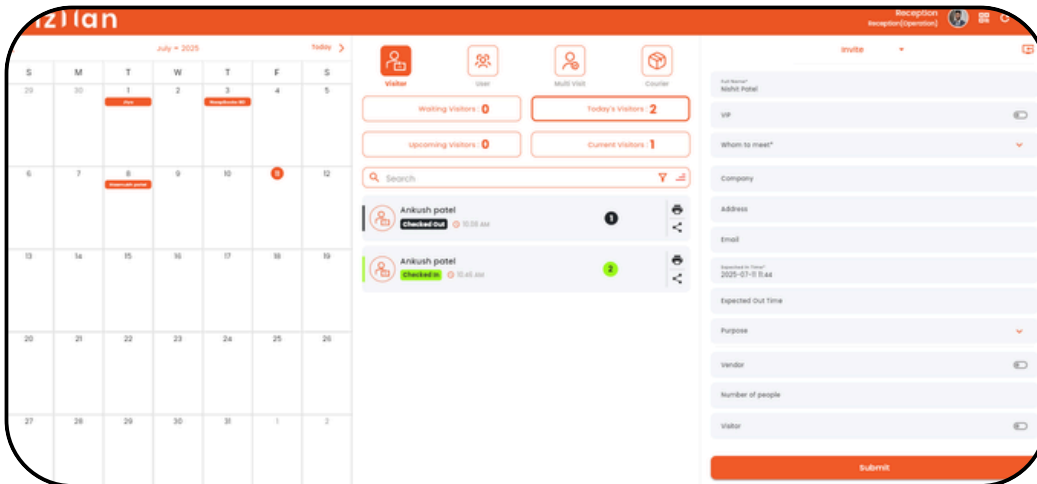 Reception
Reception[Operation]
July - 2025
Today
S M T W T F S
29 30 1 2 3 4 5
6 7 8 9 10 11 12
Ankush patel
13 14 15 16 17 18 19
20 21 22 23 24 25 26
27 28 29 30 31 1 2
Visitor
User
Multi Visit
Courier
Waiting Visitors : 0
Today's Visitors : 2
Upcoming Visitors : 0
Current Visitors : 1
Search
Ankush patel
Checked Out 10.00 AM
1
Ankush patel
Checked In 10.45 AM
2
Invite
Full Name*
Nishit Patel
VIP
Whom to meet*
Company
Address
Email
Expected In Time*
2025-07-11 11:44
Expected Out Time
Purpose
Vendor
Number of people
Visitor
Submit